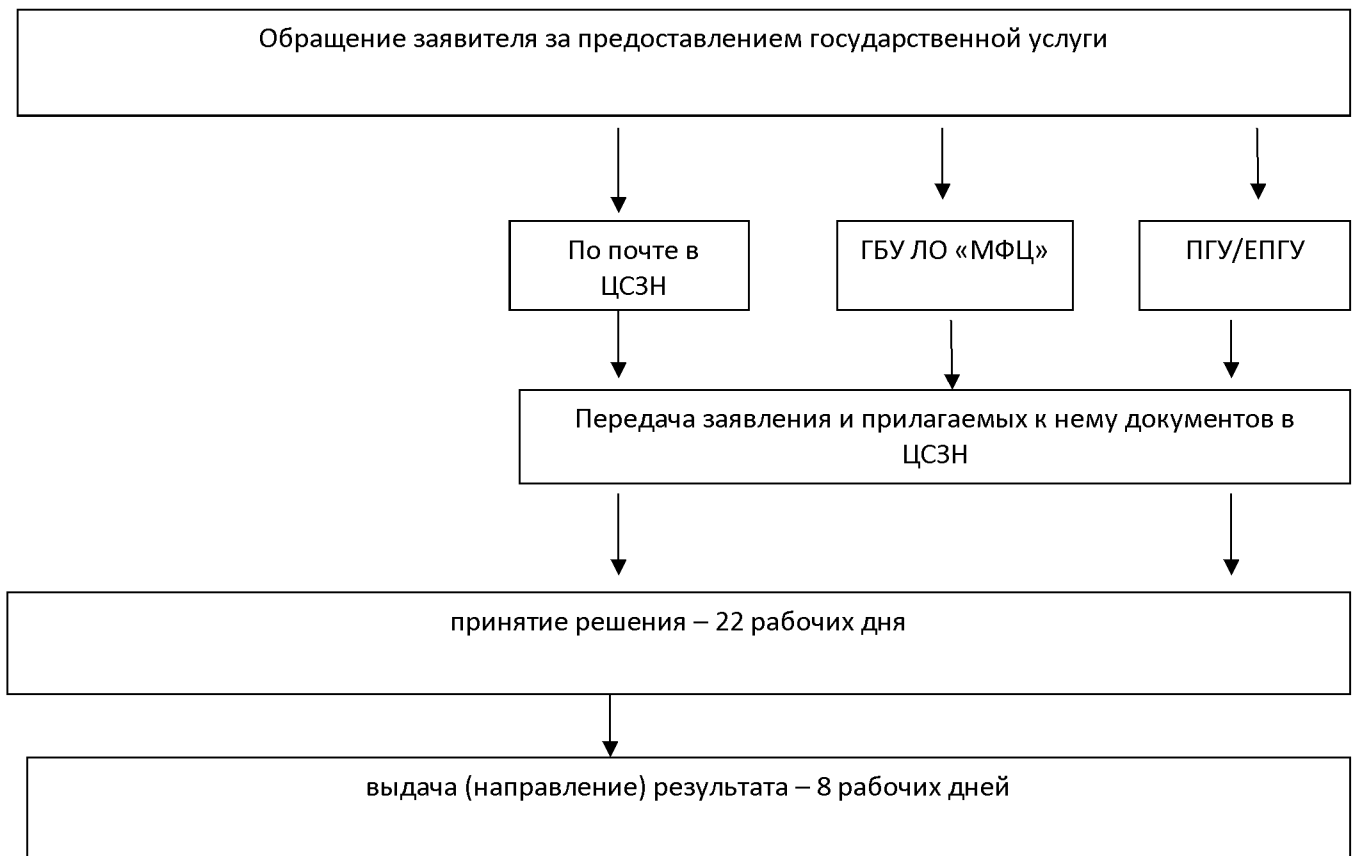 Обращение заявителя за предоставлением государственной услуги
По почте в
ЦСЗН
ГБУ ЛО «МФЦ»
ПГУ/ЕПГУ
Передача заявления и прилагаемых к нему документов в
ЦСЗН
принятие решения – 22 рабочих дня
выдача (направление) результата – 8 рабочих дней